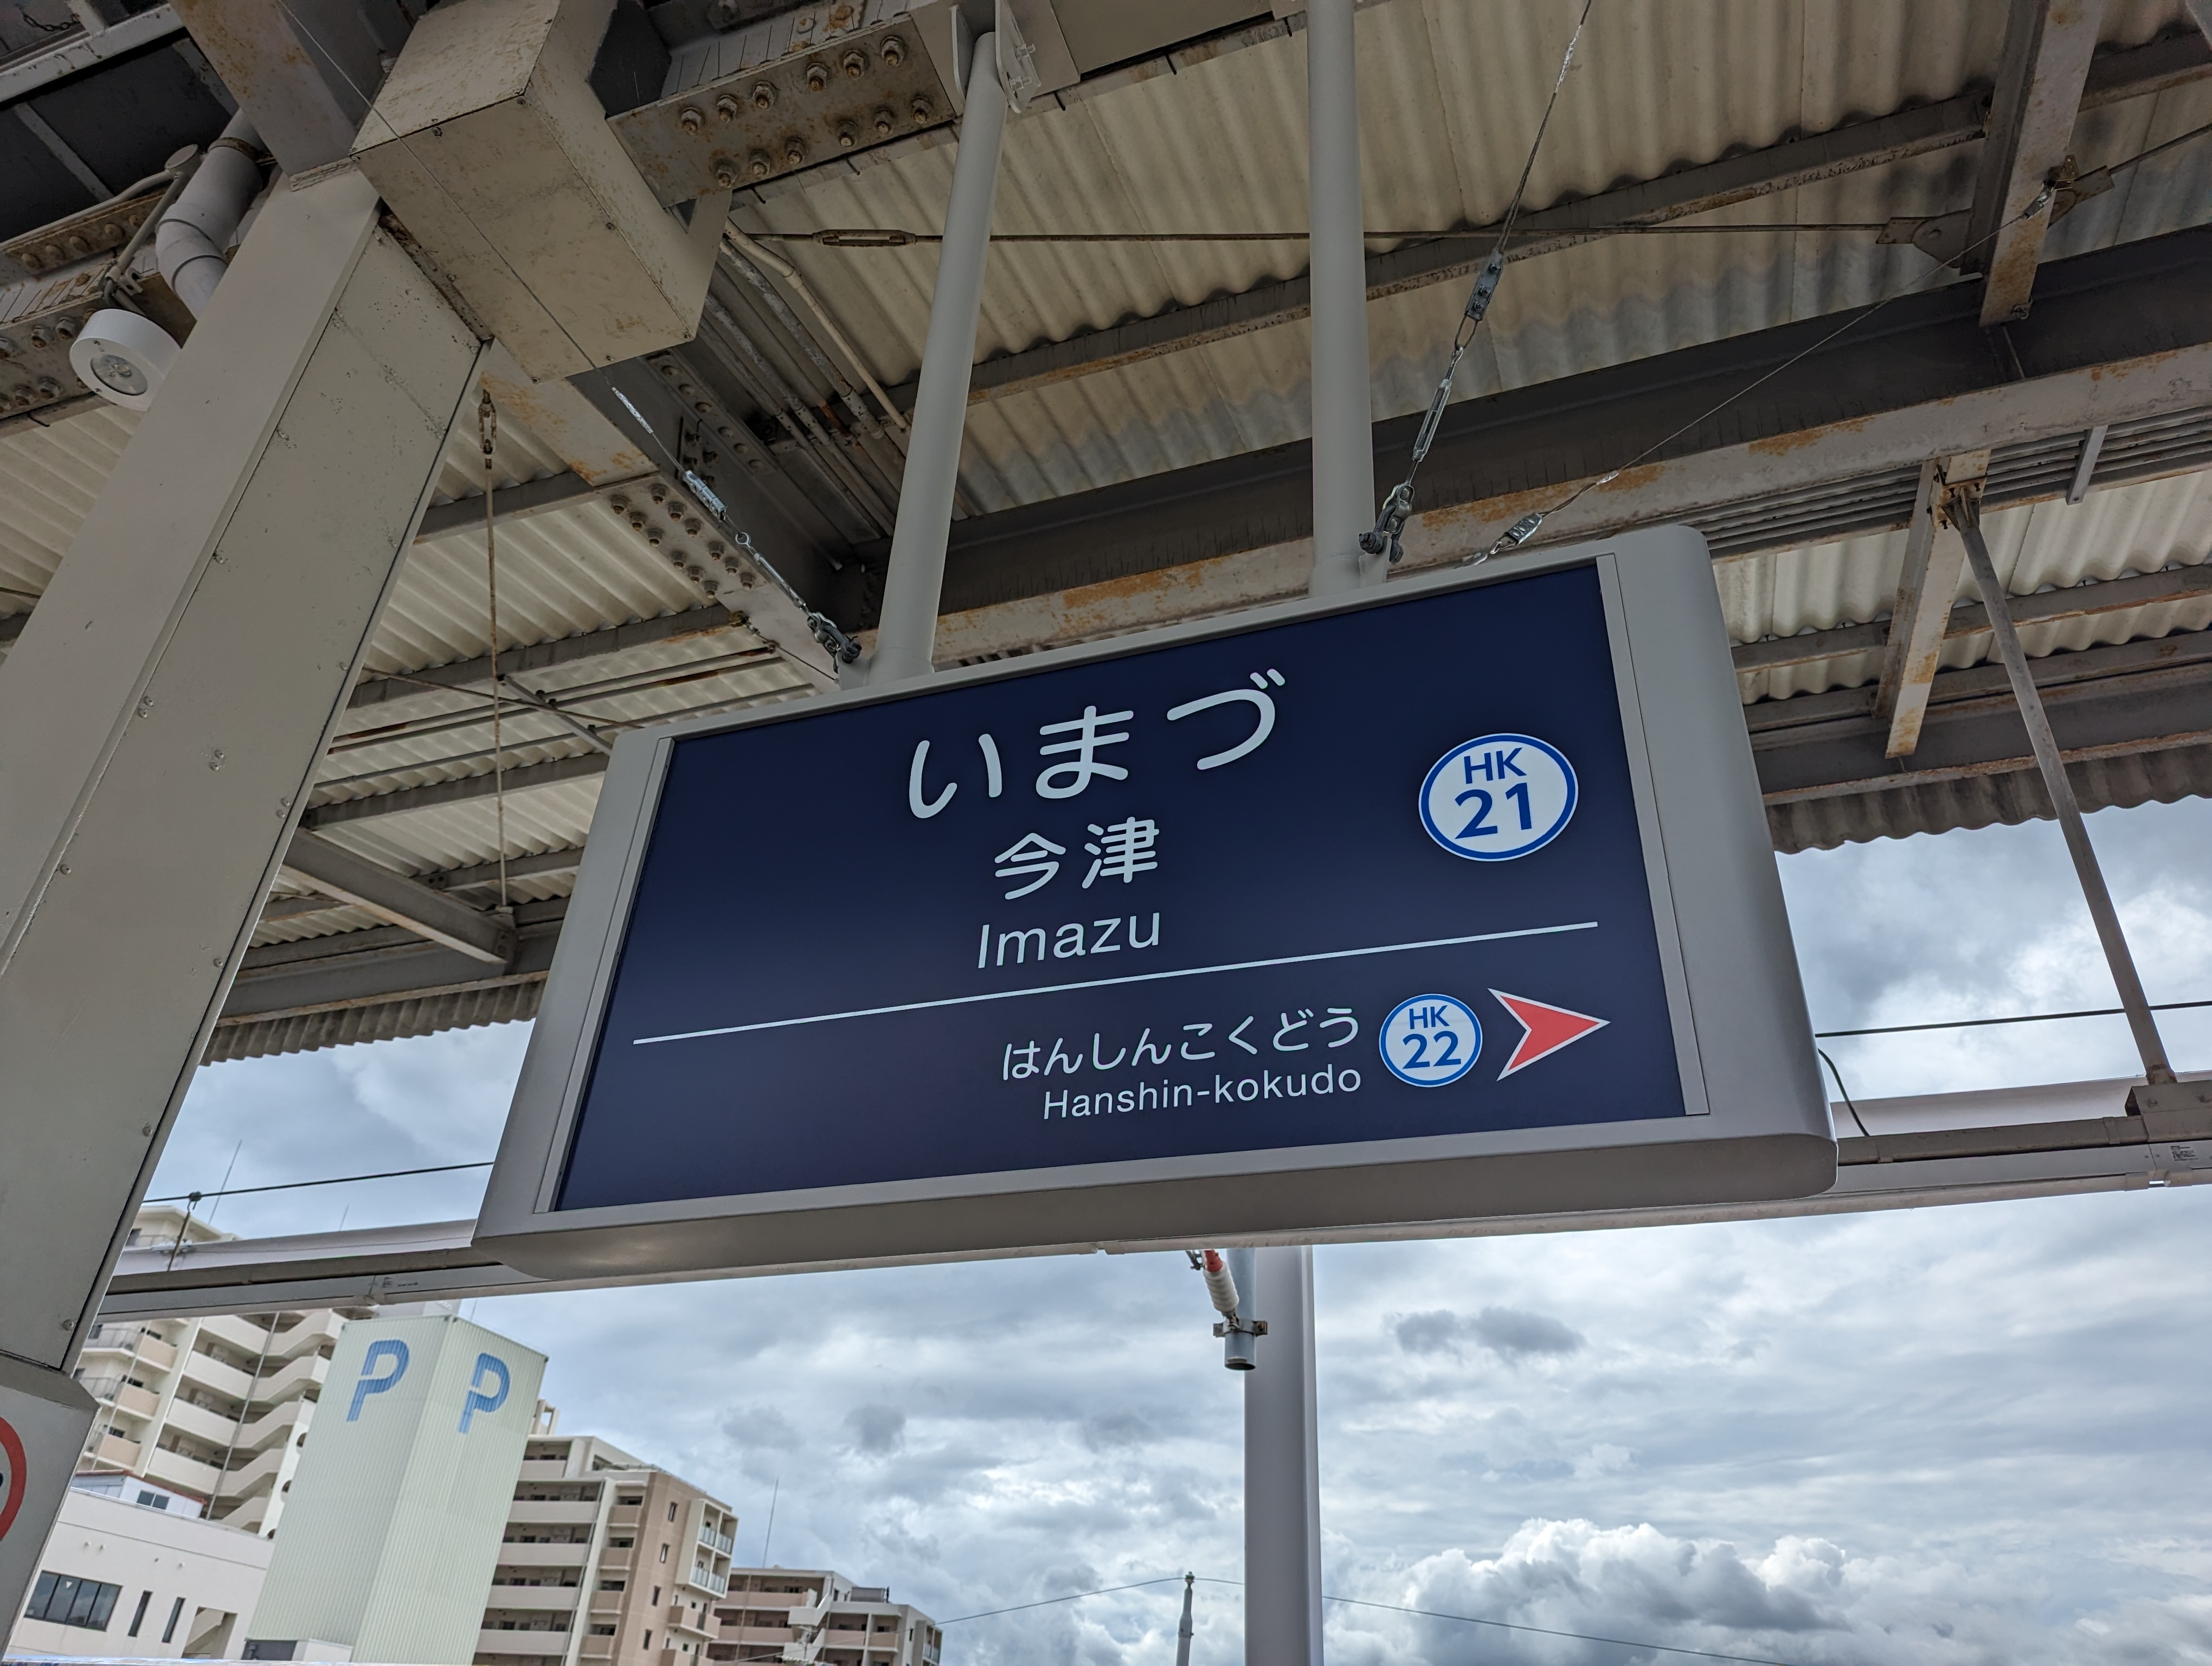 いまづ
今津
Imazu
HK
21
はんしんこくどう
Hanshin-kokudo
HK
22
P P